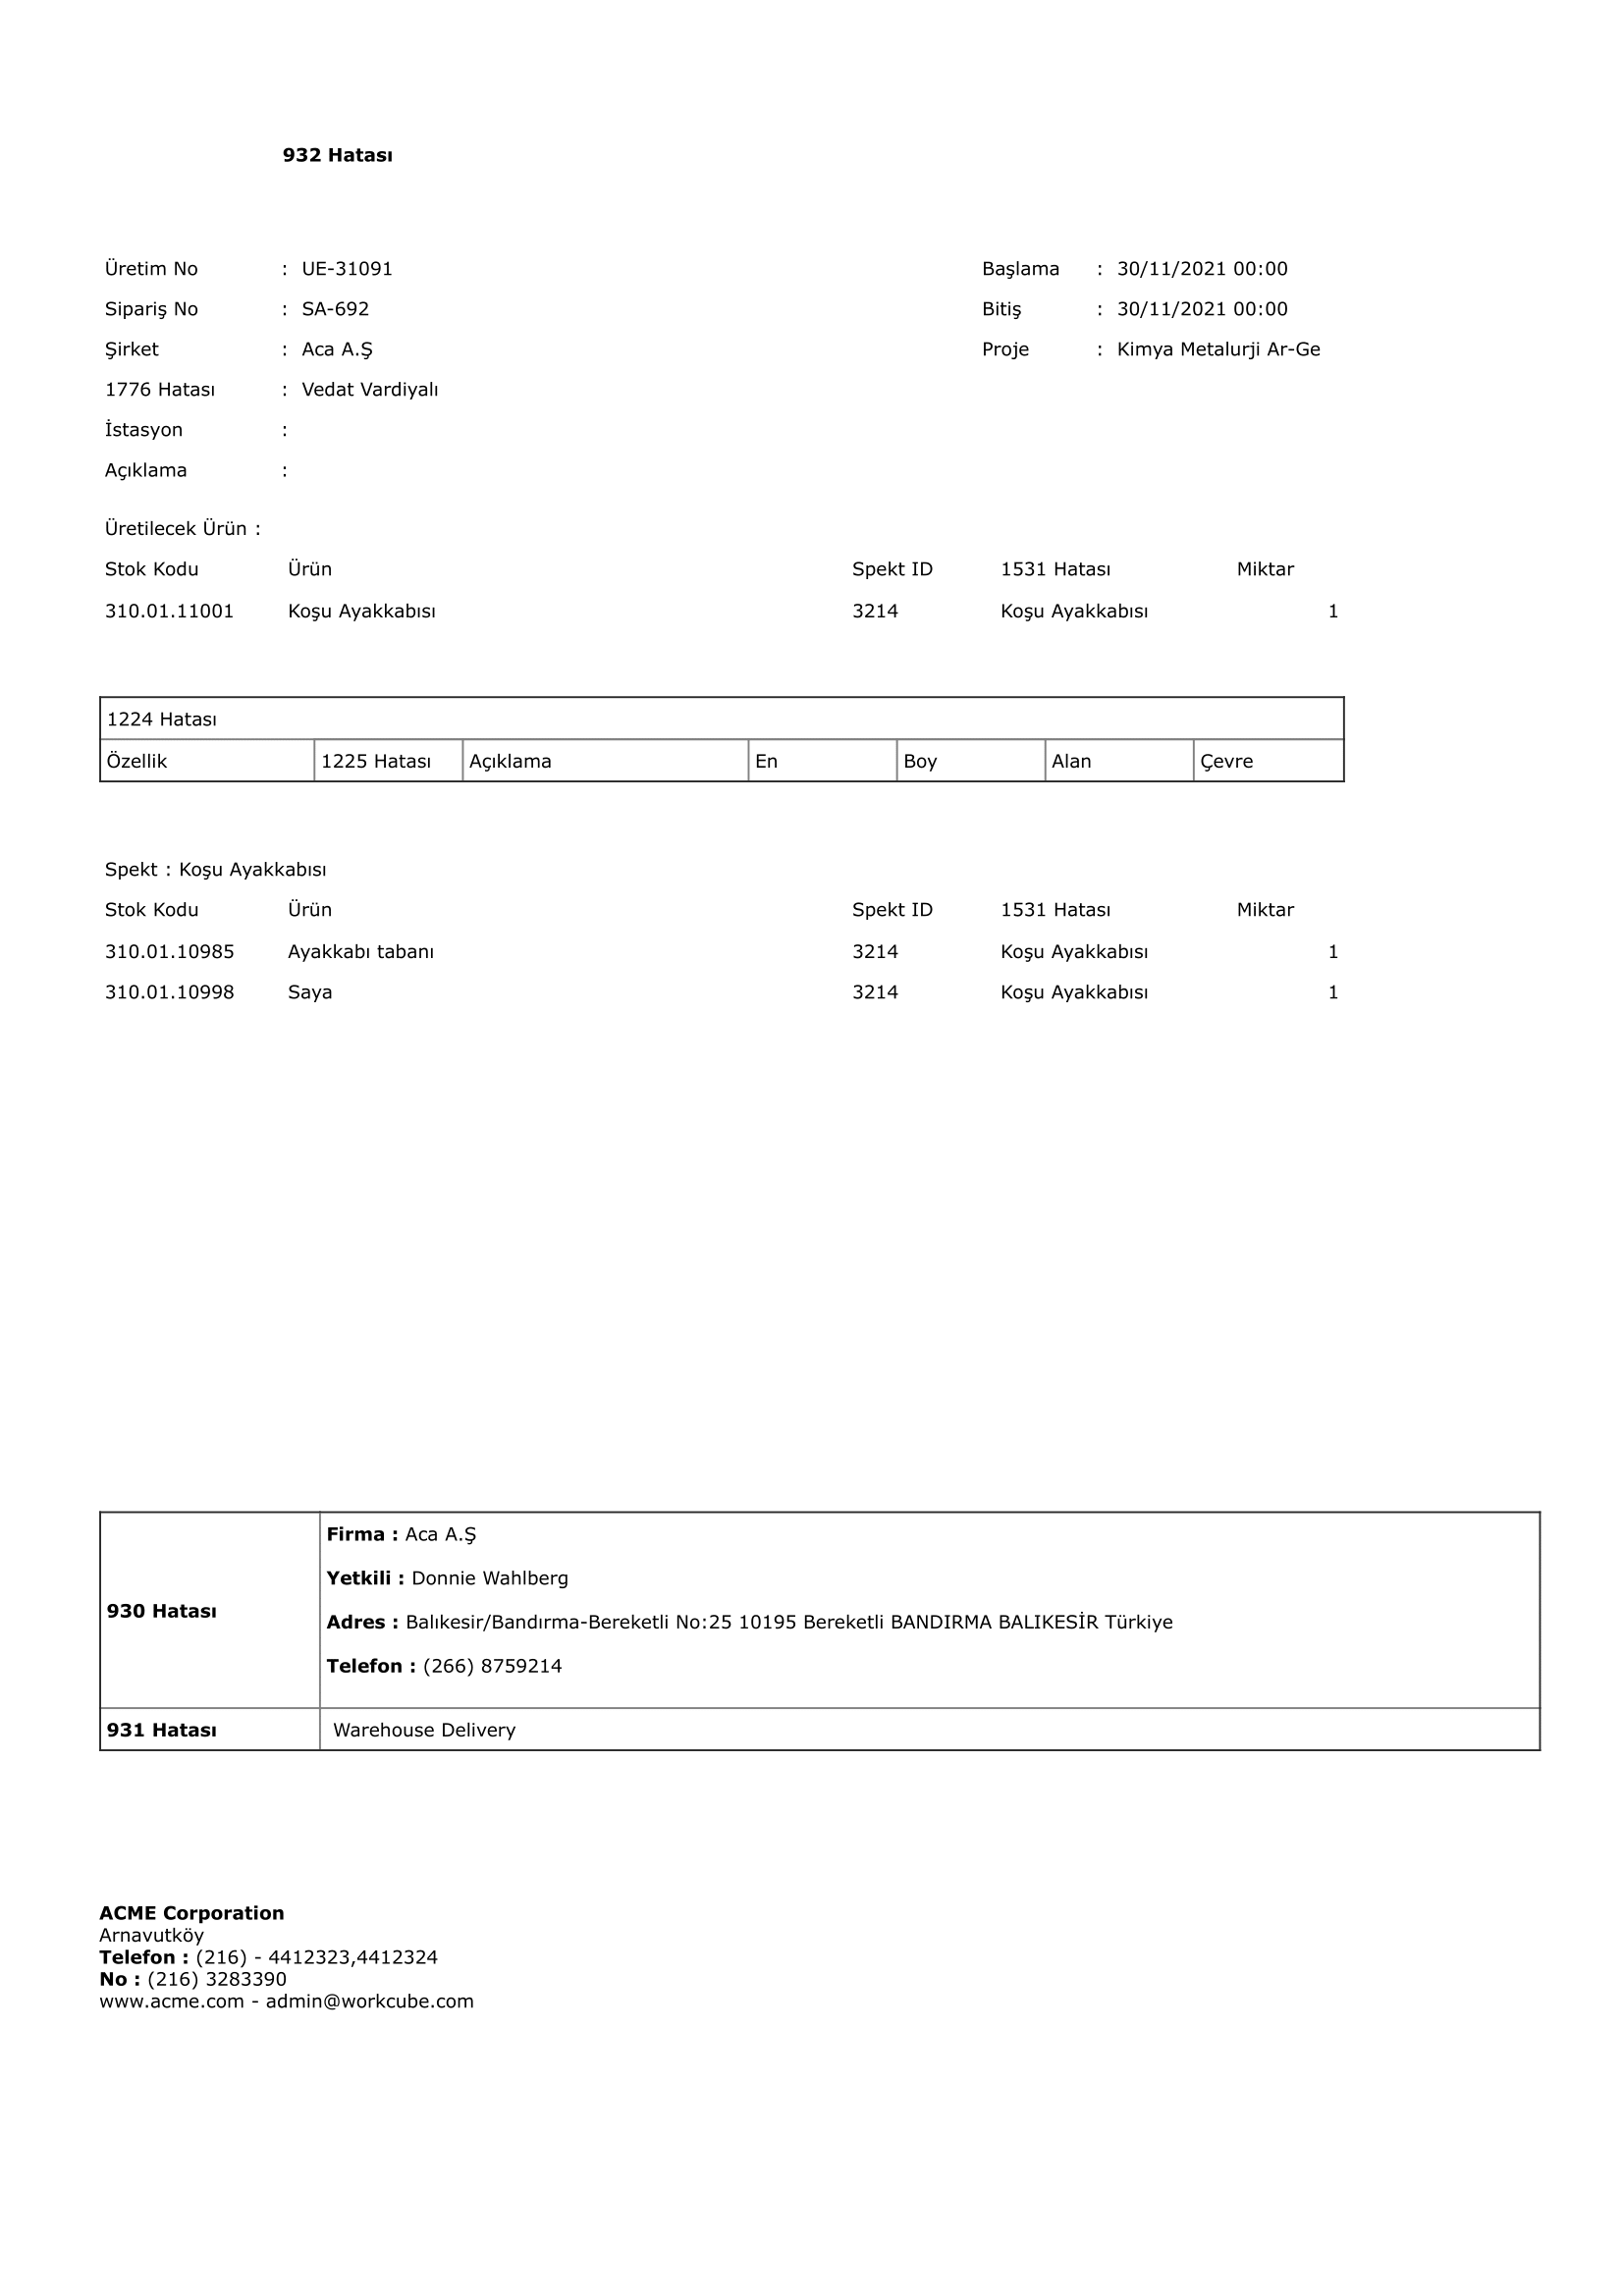 932 Hatası
Üretim No : UE-31091 Başlama : 30/11/2021 00:00
Sipariş No : SA-692 Bitiş : 30/11/2021 00:00
Şirket : Aca A.Ş Proje : Kimya Metalurji Ar-Ge
1776 Hatası : Vedat Vardiyalı
İstasyon :
Açıklama :
Üretilecek Ürün :
Stok Kodu Ürün Spekt ID 1531 Hatası Miktar
310.01.11001 Koşu Ayakkabısı 3214 Koşu Ayakkabısı 1
1224 Hatası
Özellik 1225 Hatası Açıklama En Boy Alan Çevre
Spekt : Koşu Ayakkabısı
Stok Kodu Ürün Spekt ID 1531 Hatası Miktar
310.01.10985 Ayakkabı tabanı 3214 Koşu Ayakkabısı 1
310.01.10998 Saya 3214 Koşu Ayakkabısı 1
930 Hatası
Firma : Aca A.Ş
Yetkili : Donnie Wahlberg
Adres : Balıkesir/Bandırma-Bereketli No:25 10195 Bereketli BANDIRMA BALIKESİR Türkiye
Telefon : (266) 8759214
931 Hatası Warehouse Delivery
ACME Corporation
Arnavutköy
Telefon : (216) - 4412323,4412324
No : (216) 3283390
www.acme.com - admin@workcube.com